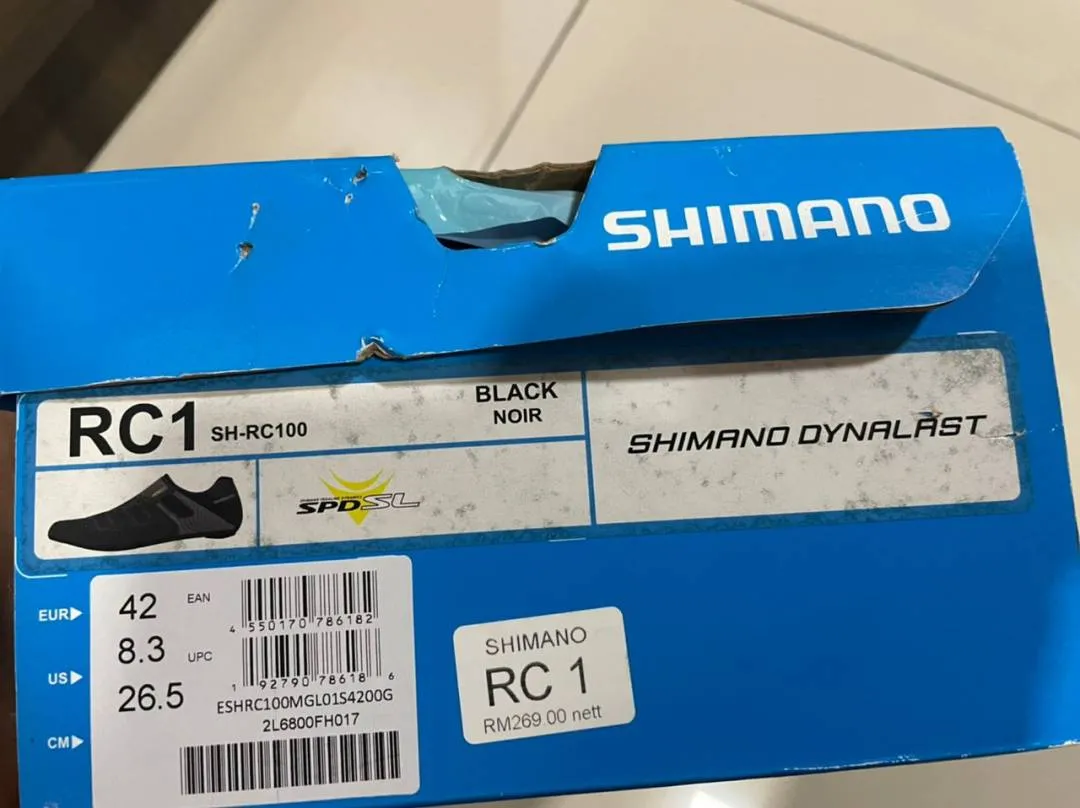 SHIMANO
RC1 SH-RC100
BLACK
NOIR
SHIMANO DYNALAST
SPD-SL
EUR▶ 42
US▶ 8.3
CM▶ 26.5
EAN
4 550170 786182
UPC
1 92790 78618 6
ESHRC100MGL01S4200G
2L6800FH017
SHIMANO
RC 1
RM269.00 nett